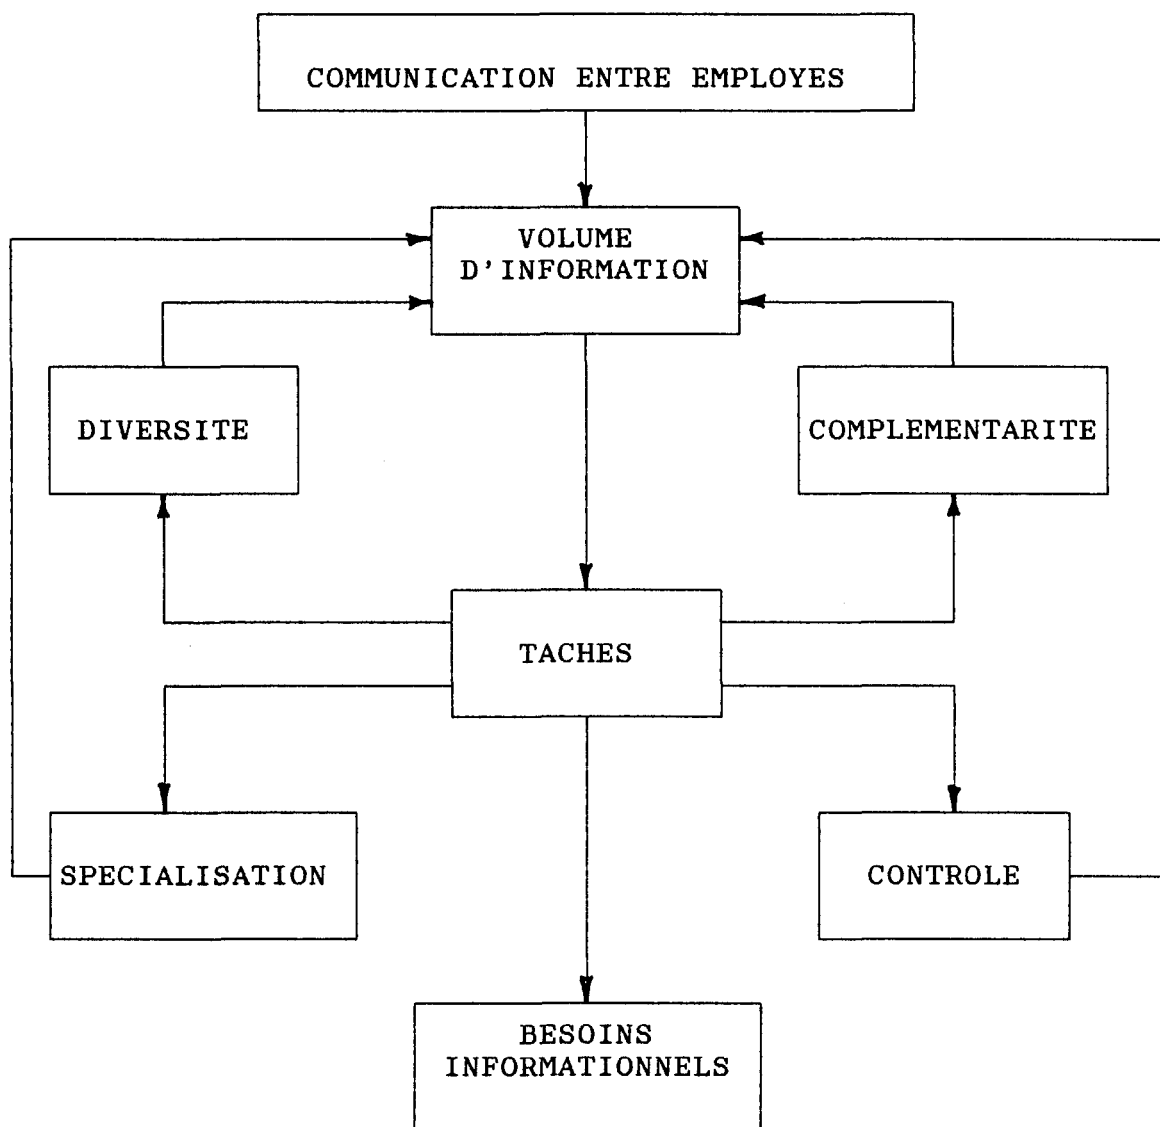 COMMUNICATION ENTRE EMPLOYES
VOLUME
D'INFORMATION
DIVERSITE
COMPLEMENTARITE
TACHES
SPECIALISATION
CONTROLE
BESOINS
INFORMATIONNELS